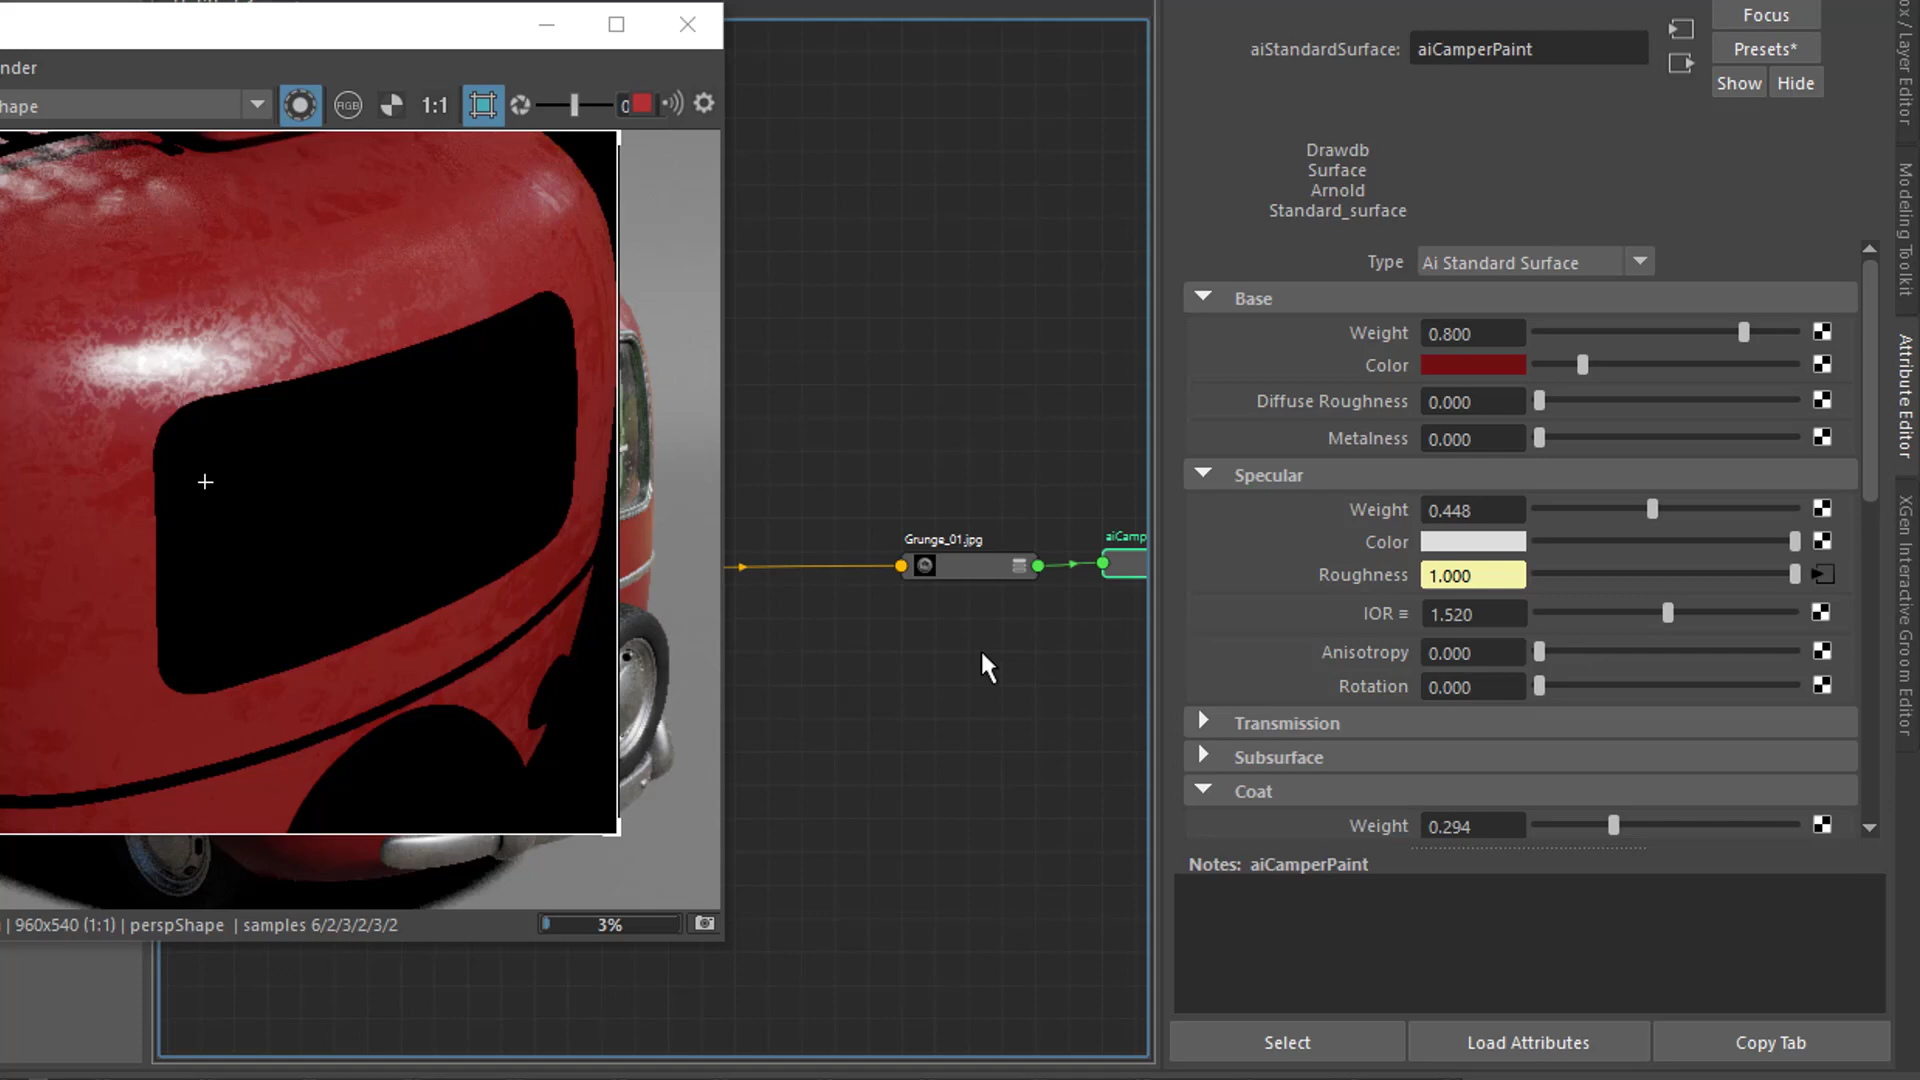 nder
hape
RGB
1:1
0
| 960x540 (1:1) | perspShape | samples 6/2/3/2/3/2
3%
Grunge_01.jpg
aiCamp
aiStandardSurface: aiCamperPaint
Focus
Presets*
Show Hide
Drawdb
Surface
Arnold
Standard_surface
Type Ai Standard Surface
Base
Weight 0.800
Color
Diffuse Roughness 0.000
Metalness 0.000
Specular
Weight 0.448
Color
Roughness 1.000
IOR 1.520
Anisotropy 0.000
Rotation 0.000
Transmission
Subsurface
Coat
Weight 0.294
Notes: aiCamperPaint
Select Load Attributes Copy Tab
ox / Layer Editor
Modeling Toolkit
Attribute Editor
XGen Interactive Groom Editor